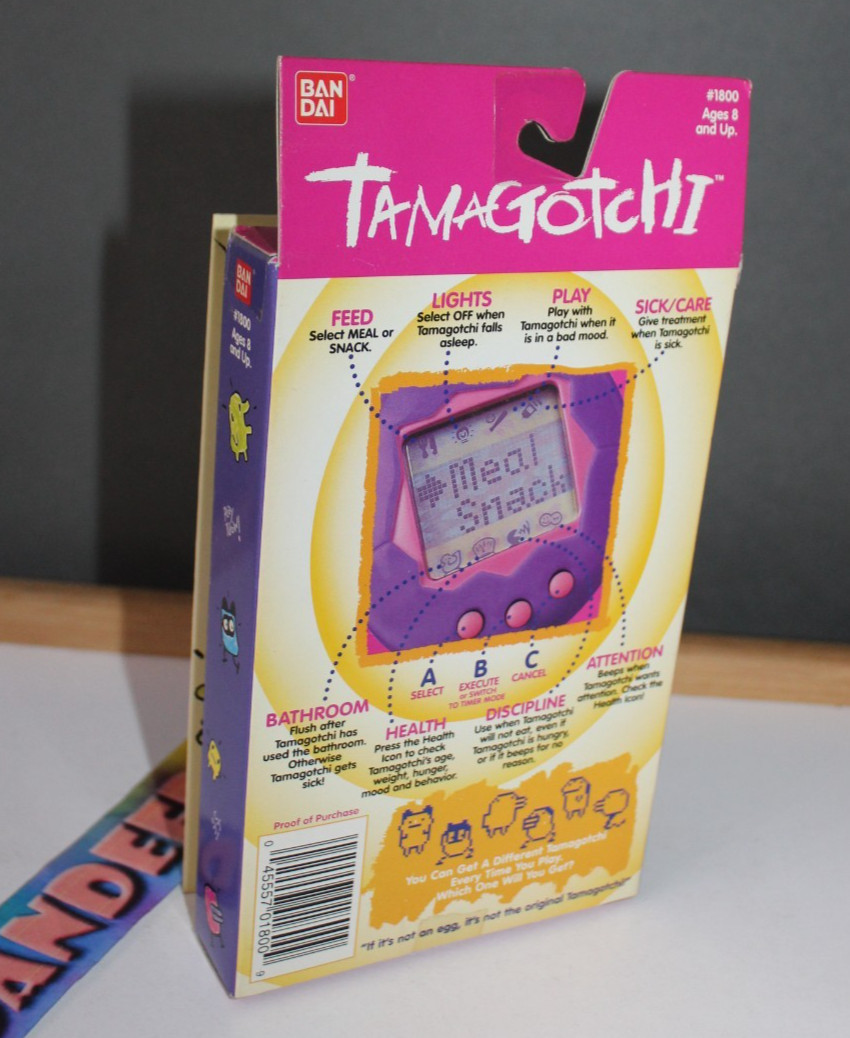 BAN
DAI
®
#1800
Ages 8
and Up.
TAMAGOTCHI™
BAN
DAI
#1800
Ages 8
and Up.
FEED
Select MEAL or
SNACK.
LIGHTS
Select OFF when
Tamagotchi falls
asleep.
PLAY
Play with
Tamagotchi when it
is in a bad mood.
SICK/CARE
Give treatment
when Tamagotchi
is sick.
Meal
Snack
A
SELECT
B
EXECUTE
or SWITCH
TO TIMER MODE
C
CANCEL
ATTENTION
Beeps when
Tamagotchi wants
attention. Check the
Health Icon!
BATHROOM
Flush after
Tamagotchi has
used the bathroom.
Otherwise
Tamagotchi gets
sick!
HEALTH
Press the Health
Icon to check
Tamagotchi's age,
weight, hunger,
mood and behavior.
DISCIPLINE
Use when Tamagotchi
will not eat, even if
Tamagotchi is hungry,
or if it beeps for no
reason.
Proof of Purchase
0 45557 01800 9
You Can Get A Different Tamagotchi
Every Time You Play.
Which One Will You Get?
"If it's not an egg, it's not the original Tamagotchi!"